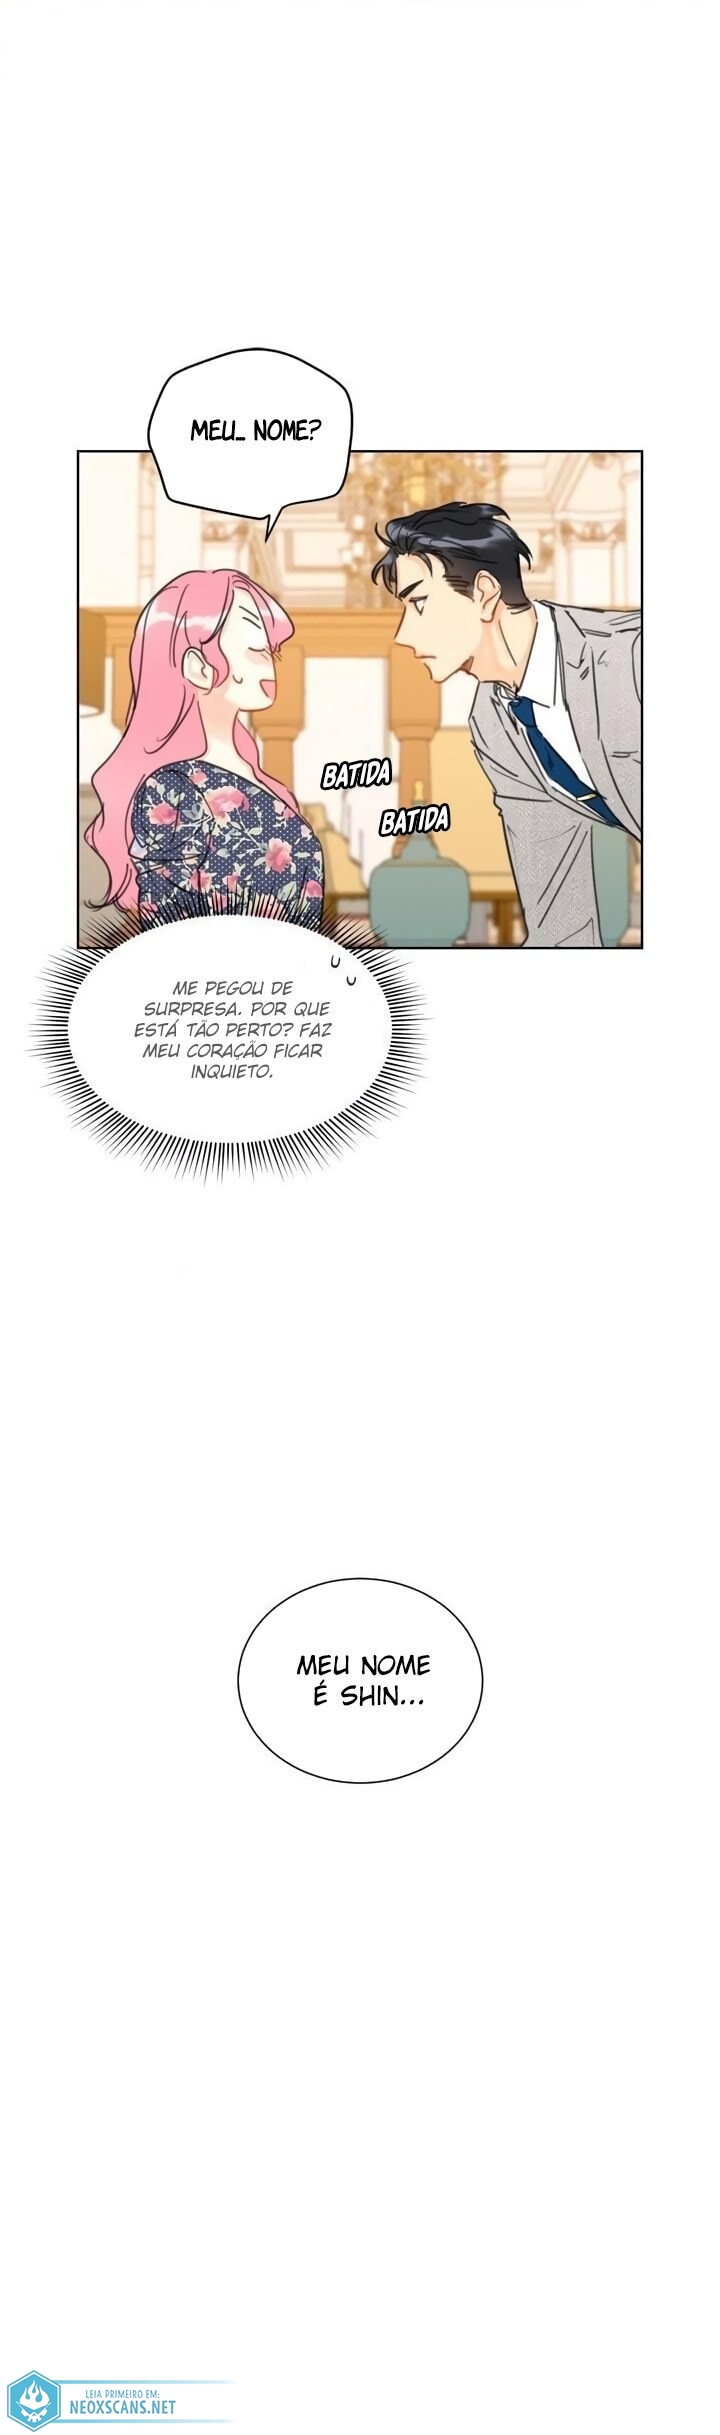 MEU... NOME?
BATIDA
BATIDA
ME PEGOU DE
SURPRESA. POR QUE
ESTÁ TÃO PERTO? FAZ
MEU CORAÇÃO FICAR
INQUIETO.
MEU NOME
É SHIN...
LEIA PRIMEIRO EM:
NEOXSCANS.NET